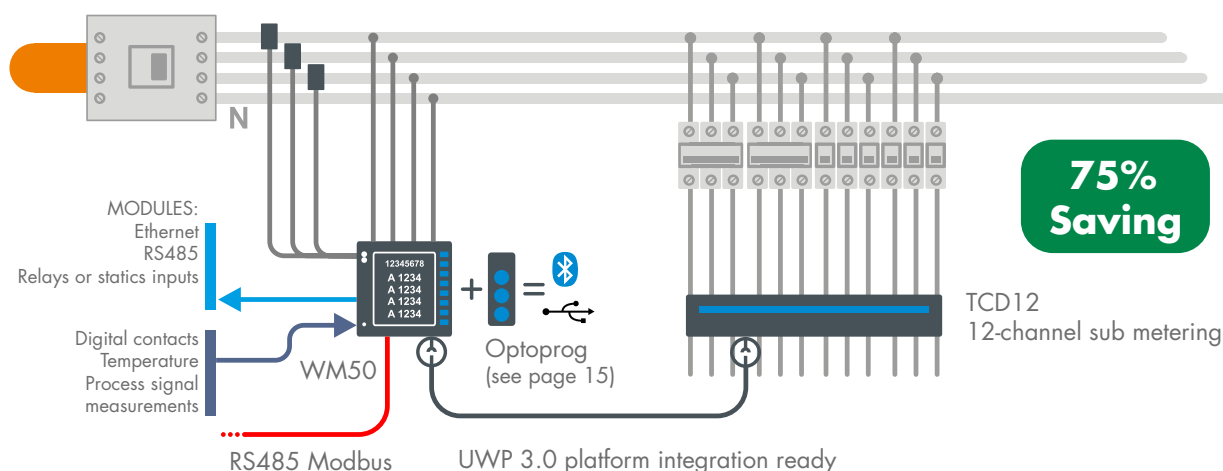 N
75%
Saving
MODULES:
Ethernet
RS485
Relays or statics inputs
12345678
A 1234
A 1234
A 1234
A 1234
+
=
TCD12
12-channel sub metering
Digital contacts
Temperature
Process signal
measurements
WM50
Optoprog
(see page 15)
RS485 Modbus
UWP 3.0 platform integration ready